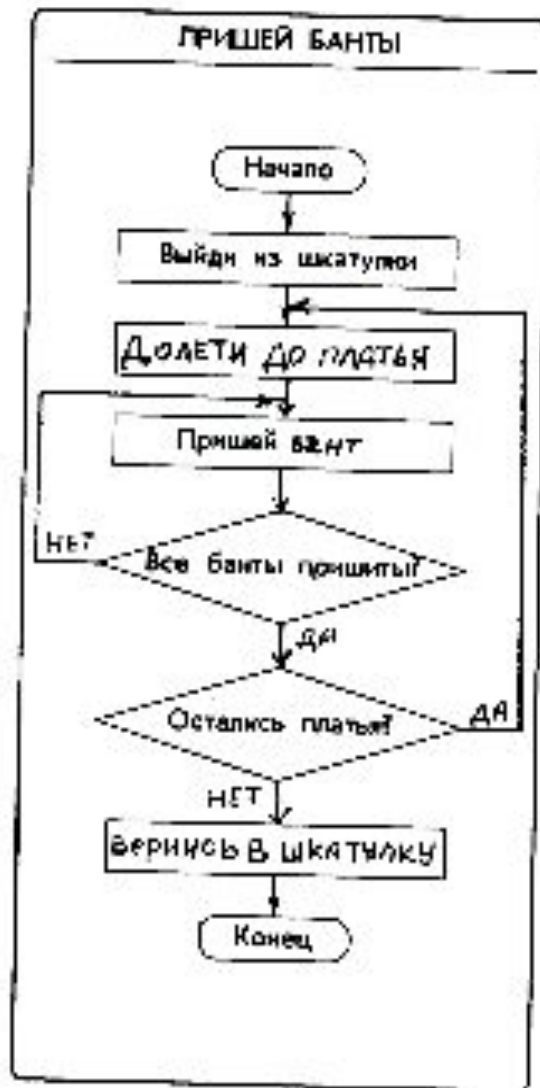 ПРИШЕЙ БАНТЫ
Начало
Выйди из шкатулки
ДОЛЕТИ ДО ПЛАТЬЯ
Пришей БАНТ
Все банты пришиты?
НЕТ
ДА
Остались платья?
ДА
НЕТ
ВЕРНИСЬ В ШКАТУЛКУ
Конец